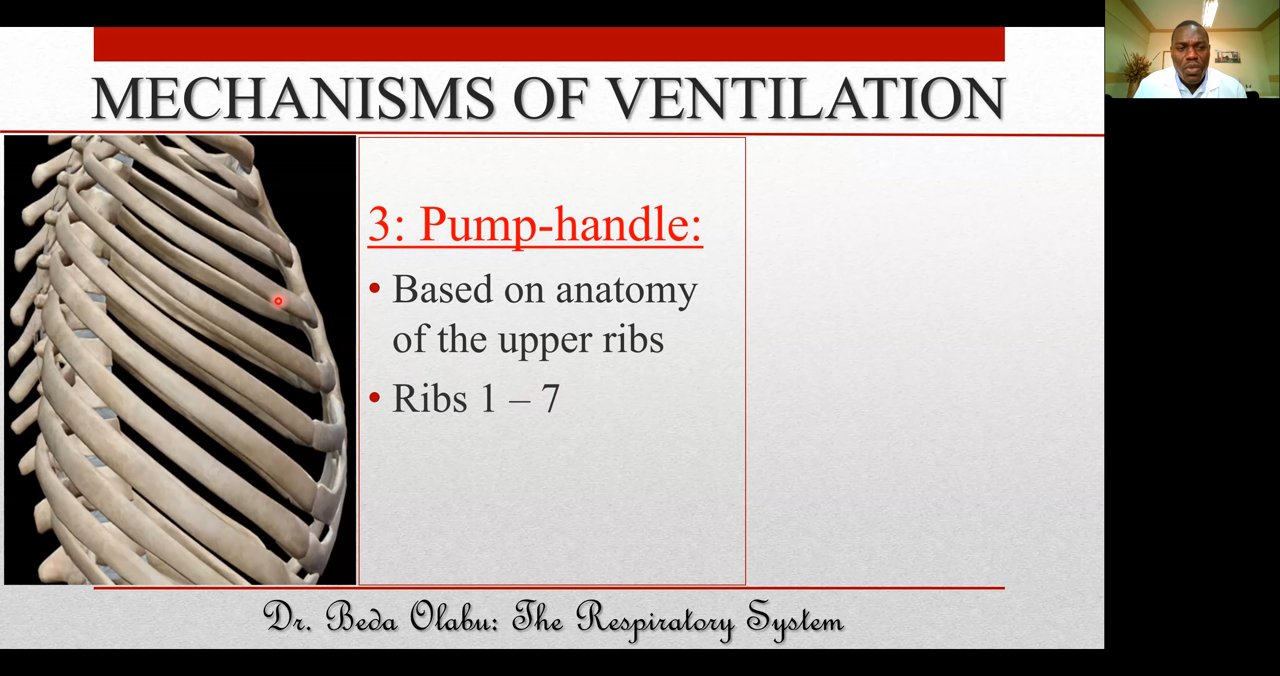 MECHANISMS OF VENTILATION
3: Pump-handle:
• Based on anatomy
of the upper ribs
• Ribs 1 – 7
Dr. Beda Olabu: The Respiratory System